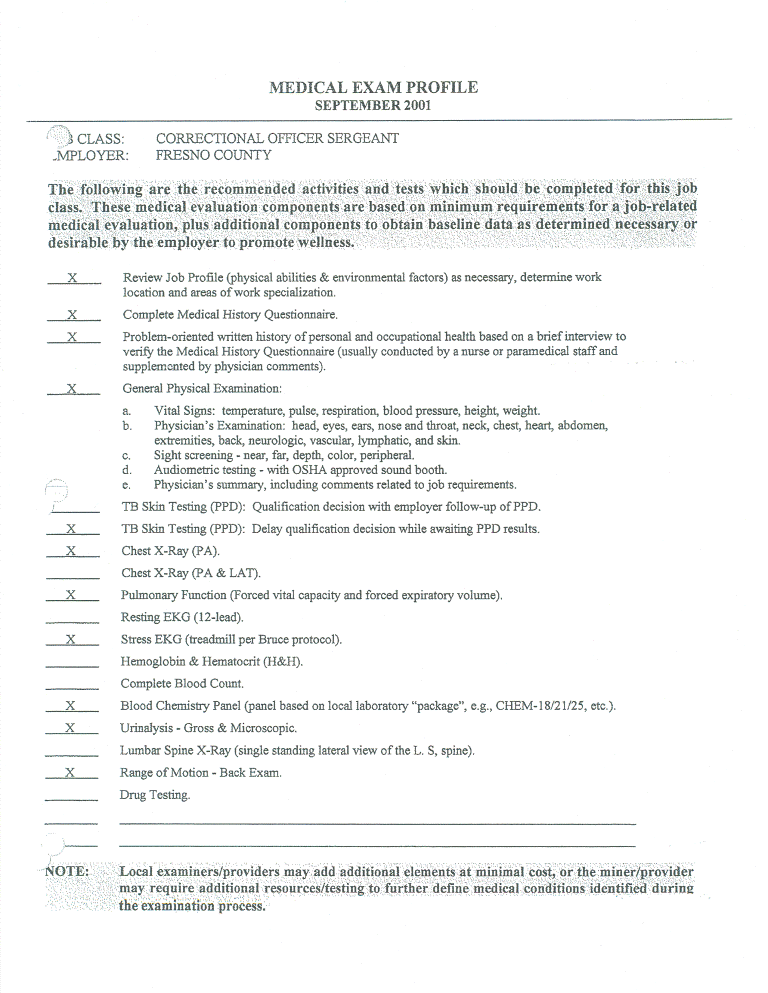 MEDICAL EXAM PROFILE
SEPTEMBER 2001
B CLASS: CORRECTIONAL OFFICER SERGEANT
MPLOYER: FRESNO COUNTY
The following are the recommended activities and tests which should be completed for this job
class. These medical evaluation components are based on minimum requirements for a job-related
medical evaluation, plus additional components to obtain baseline data as determined necessary or
desirable by the employer to promote wellness.
X Review Job Profile (physical abilities & environmental factors) as necessary, determine work
location and areas of work specialization.
X Complete Medical History Questionnaire.
X Problem-oriented written history of personal and occupational health based on a brief interview to
verify the Medical History Questionnaire (usually conducted by a nurse or paramedical staff and
supplemented by physician comments).
X General Physical Examination:
a. Vital Signs: temperature, pulse, respiration, blood pressure, height, weight.
b. Physician's Examination: head, eyes, ears, nose and throat, neck, chest, heart, abdomen,
extremities, back, neurologic, vascular, lymphatic, and skin.
c. Sight screening - near, far, depth, color, peripheral.
d. Audiometric testing - with OSHA approved sound booth.
e. Physician's summary, including comments related to job requirements.
TB Skin Testing (PPD): Qualification decision with employer follow-up of PPD.
X TB Skin Testing (PPD): Delay qualification decision while awaiting PPD results.
X Chest X-Ray (PA).
Chest X-Ray (PA & LAT).
X Pulmonary Function (Forced vital capacity and forced expiratory volume).
Resting EKG (12-lead).
X Stress EKG (treadmill per Bruce protocol).
Hemoglobin & Hematocrit (H&H).
Complete Blood Count.
X Blood Chemistry Panel (panel based on local laboratory "package", e.g., CHEM-18/21/25, etc.).
X Urinalysis - Gross & Microscopic.
Lumbar Spine X-Ray (single standing lateral view of the L. S, spine).
X Range of Motion - Back Exam.
Drug Testing.
NOTE: Local examiners/providers may add additional elements at minimal cost, or the miner/provider
may require additional resources/testing to further define medical conditions identified during
the examination process.